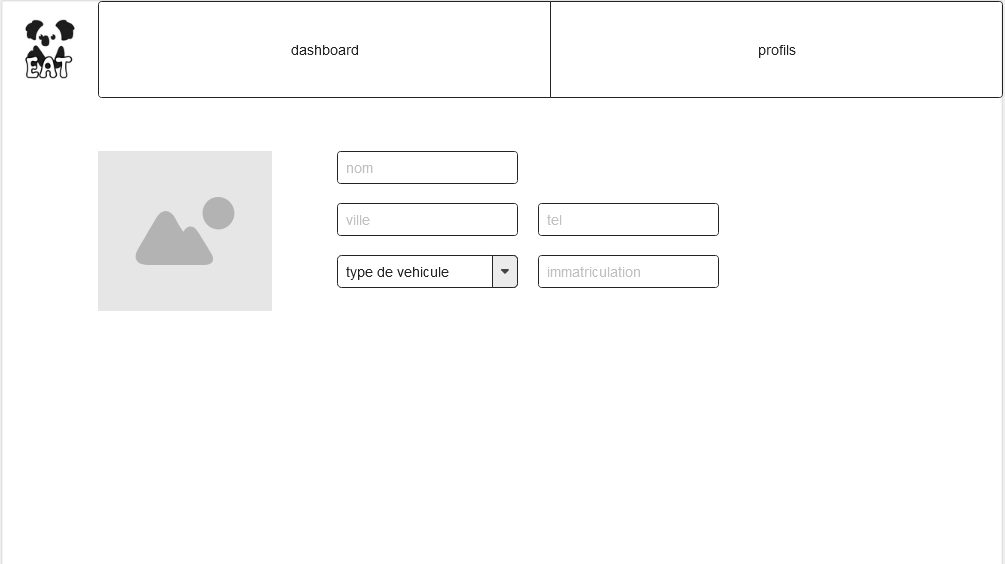 EAT
dashboard
profils
nom
ville
tel
type de vehicule
immatriculation